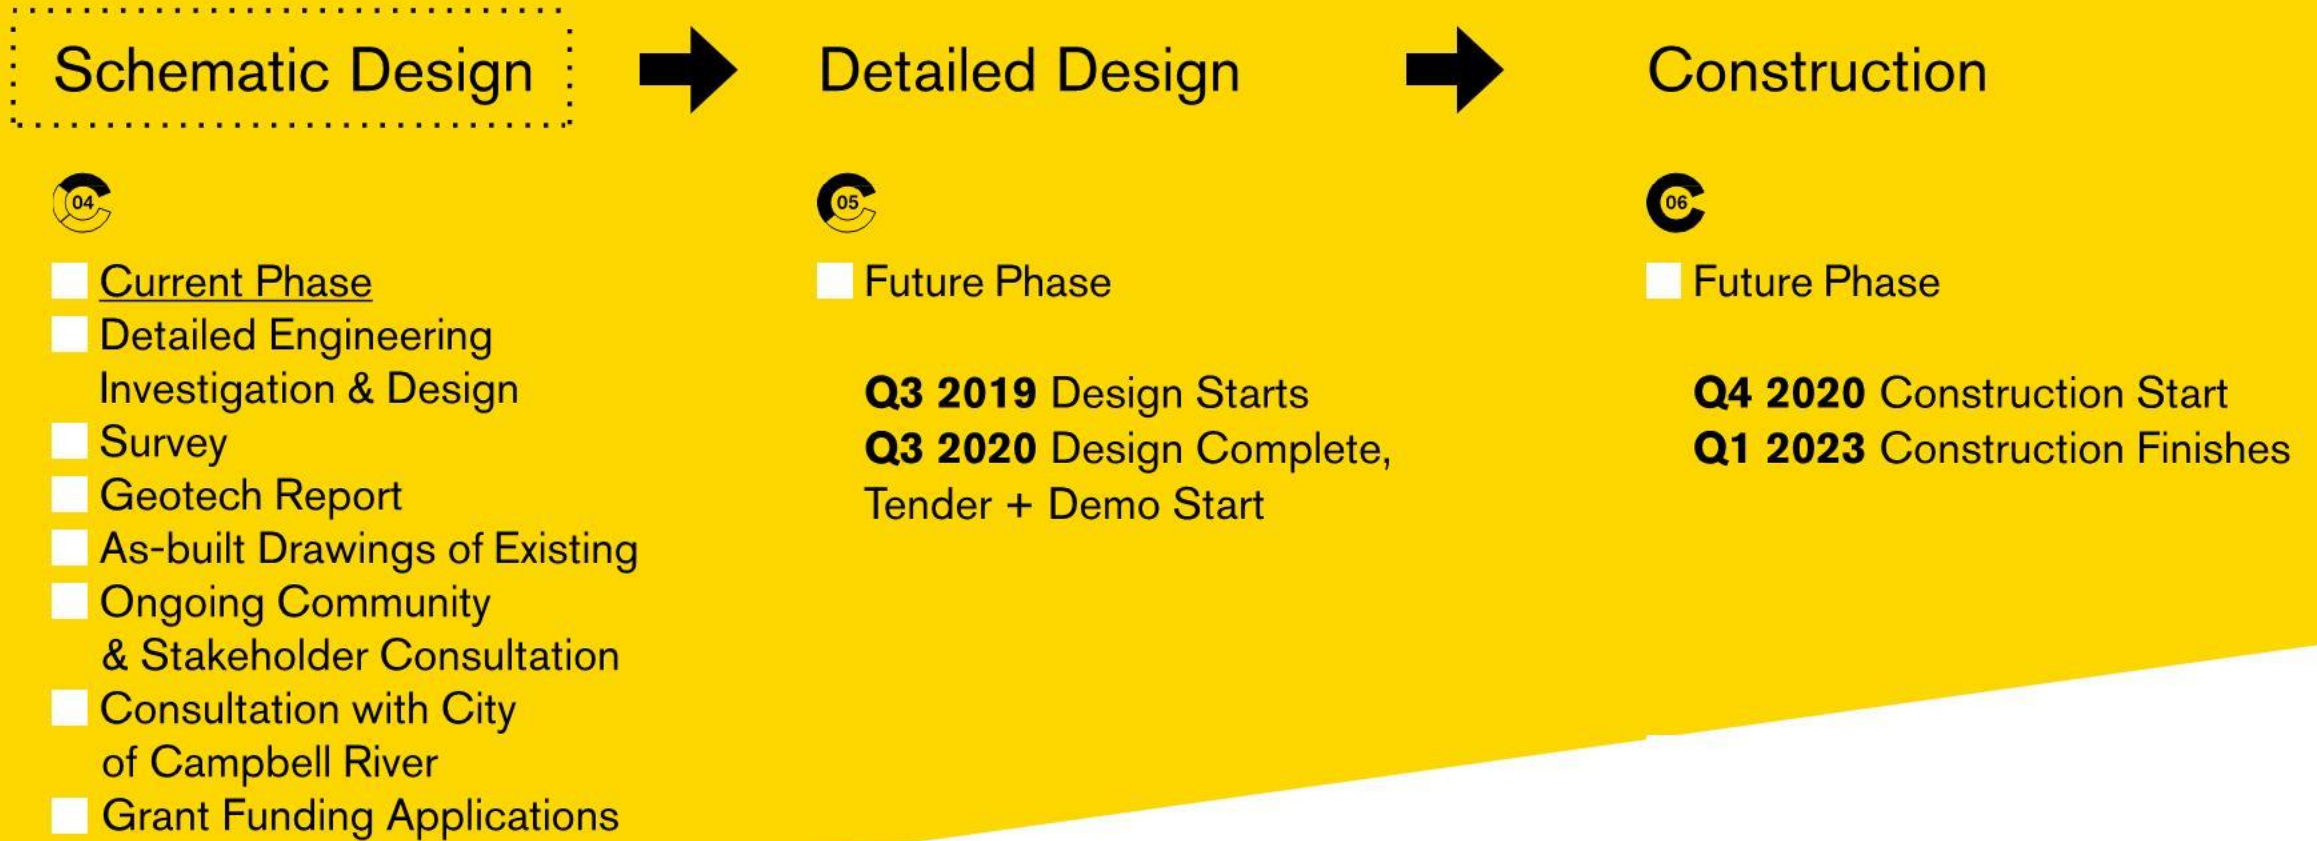 Schematic Design
04
Current Phase
Detailed Engineering
Investigation & Design
Survey
Geotech Report
As-built Drawings of Existing
Ongoing Community
& Stakeholder Consultation
Consultation with City
of Campbell River
Grant Funding Applications
Detailed Design
05
Future Phase
Q3 2019 Design Starts
Q3 2020 Design Complete,
Tender + Demo Start
Construction
06
Future Phase
Q4 2020 Construction Start
Q1 2023 Construction Finishes